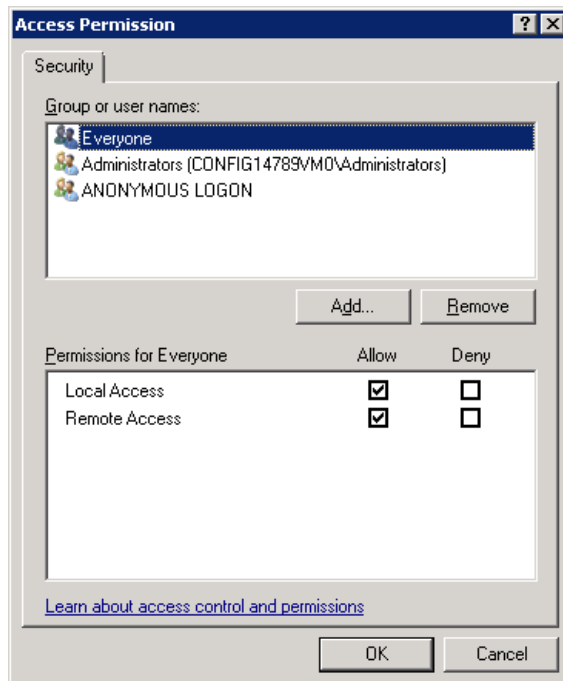 Access Permission
Security
Group or user names:
Everyone
Administrators (CONFIG14789VM0\Administrators)
ANONYMOUS LOGON
Add... Remove
Permissions for Everyone Allow Deny
Local Access
Remote Access
Learn about access control and permissions
OK Cancel